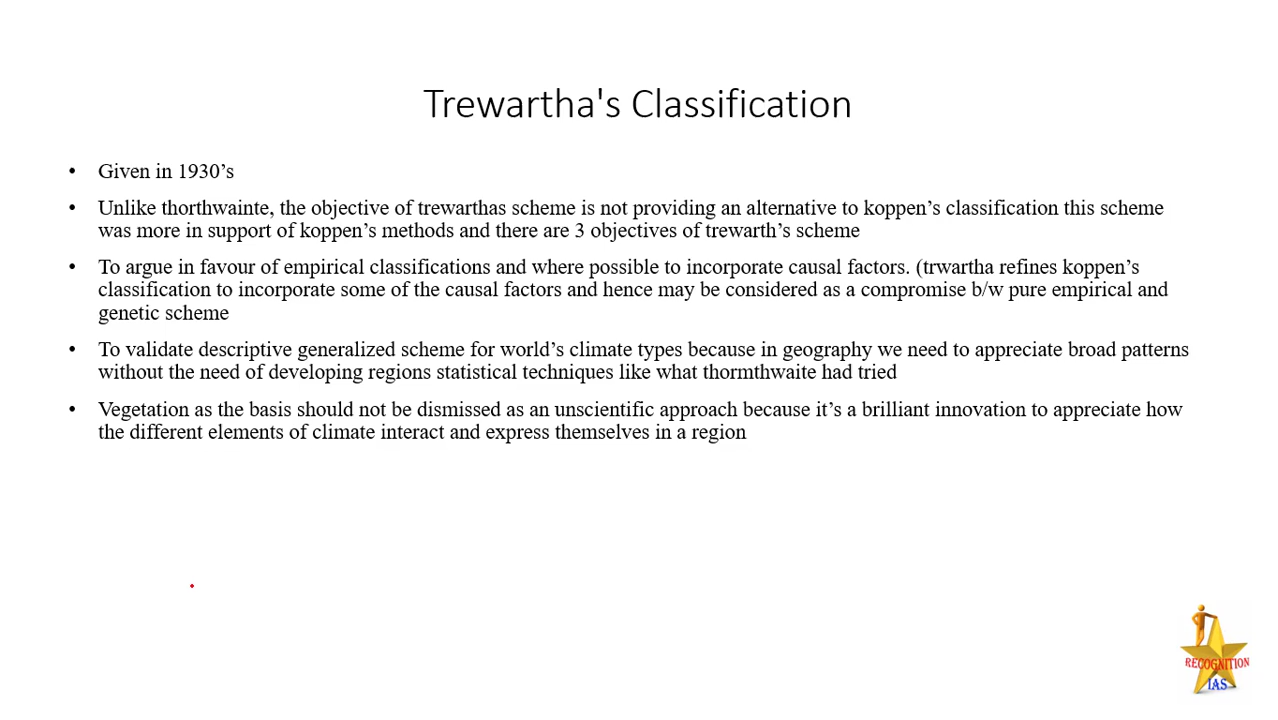 Trewartha's Classification
• Given in 1930’s
• Unlike thorthwainte, the objective of trewarthas scheme is not providing an alternative to koppen’s classification this scheme
was more in support of koppen’s methods and there are 3 objectives of trewarth’s scheme
• To argue in favour of empirical classifications and where possible to incorporate causal factors. (trwartha refines koppen’s
classification to incorporate some of the causal factors and hence may be considered as a compromise b/w pure empirical and
genetic scheme
• To validate descriptive generalized scheme for world’s climate types because in geography we need to appreciate broad patterns
without the need of developing regions statistical techniques like what thormthwaite had tried
• Vegetation as the basis should not be dismissed as an unscientific approach because it’s a brilliant innovation to appreciate how
the different elements of climate interact and express themselves in a region
RECOGNITION
IAS